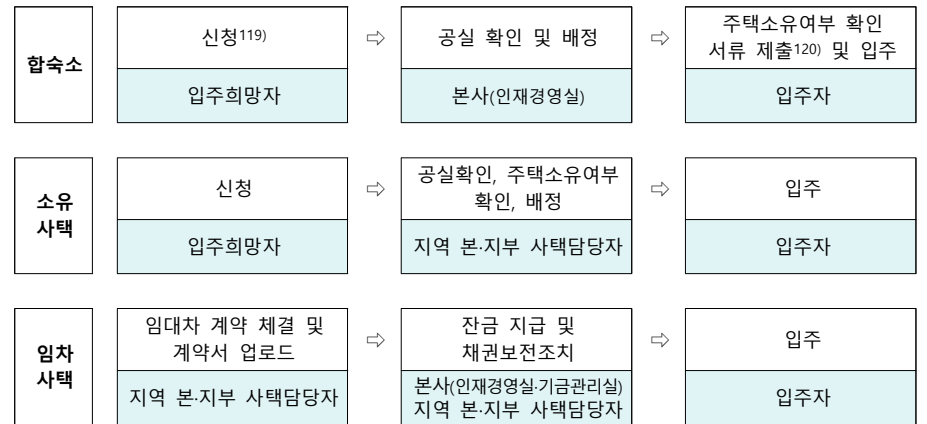 합숙소
신청119)
⇨
공실 확인 및 배정
⇨
주택소유여부 확인
서류 제출120) 및 입주
입주희망자
본사(인재경영실)
입주자
소유
사택
신청
⇨
공실확인, 주택소유여부
확인, 배정
⇨
입주
입주희망자
지역 본·지부 사택담당자
입주자
임차
사택
임대차 계약 체결 및
계약서 업로드
⇨
잔금 지급 및
채권보전조치
⇨
입주
지역 본·지부 사택담당자
본사(인재경영실·기금관리실)
지역 본·지부 사택담당자
입주자